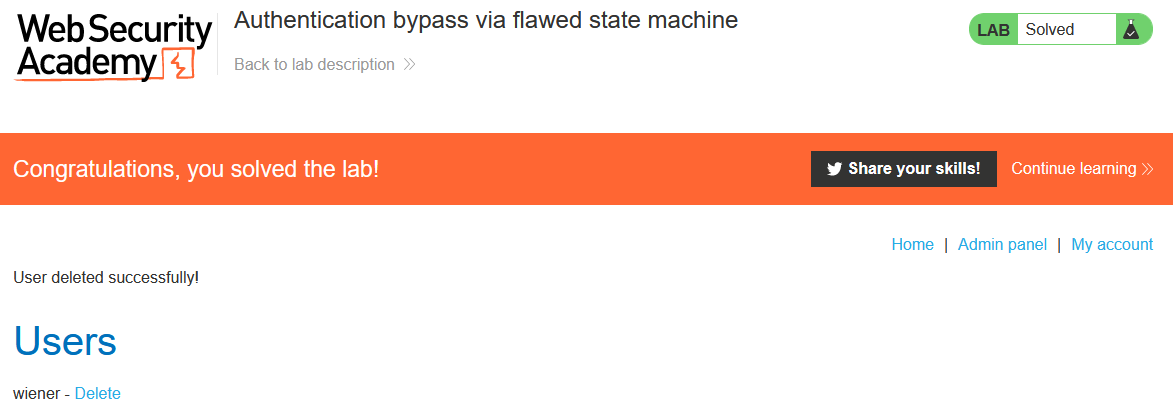 Web Security
Academy
Authentication bypass via flawed state machine
Back to lab description
LAB Solved
Congratulations, you solved the lab!
Share your skills!
Continue learning
Home | Admin panel | My account
User deleted successfully!
Users
wiener - Delete